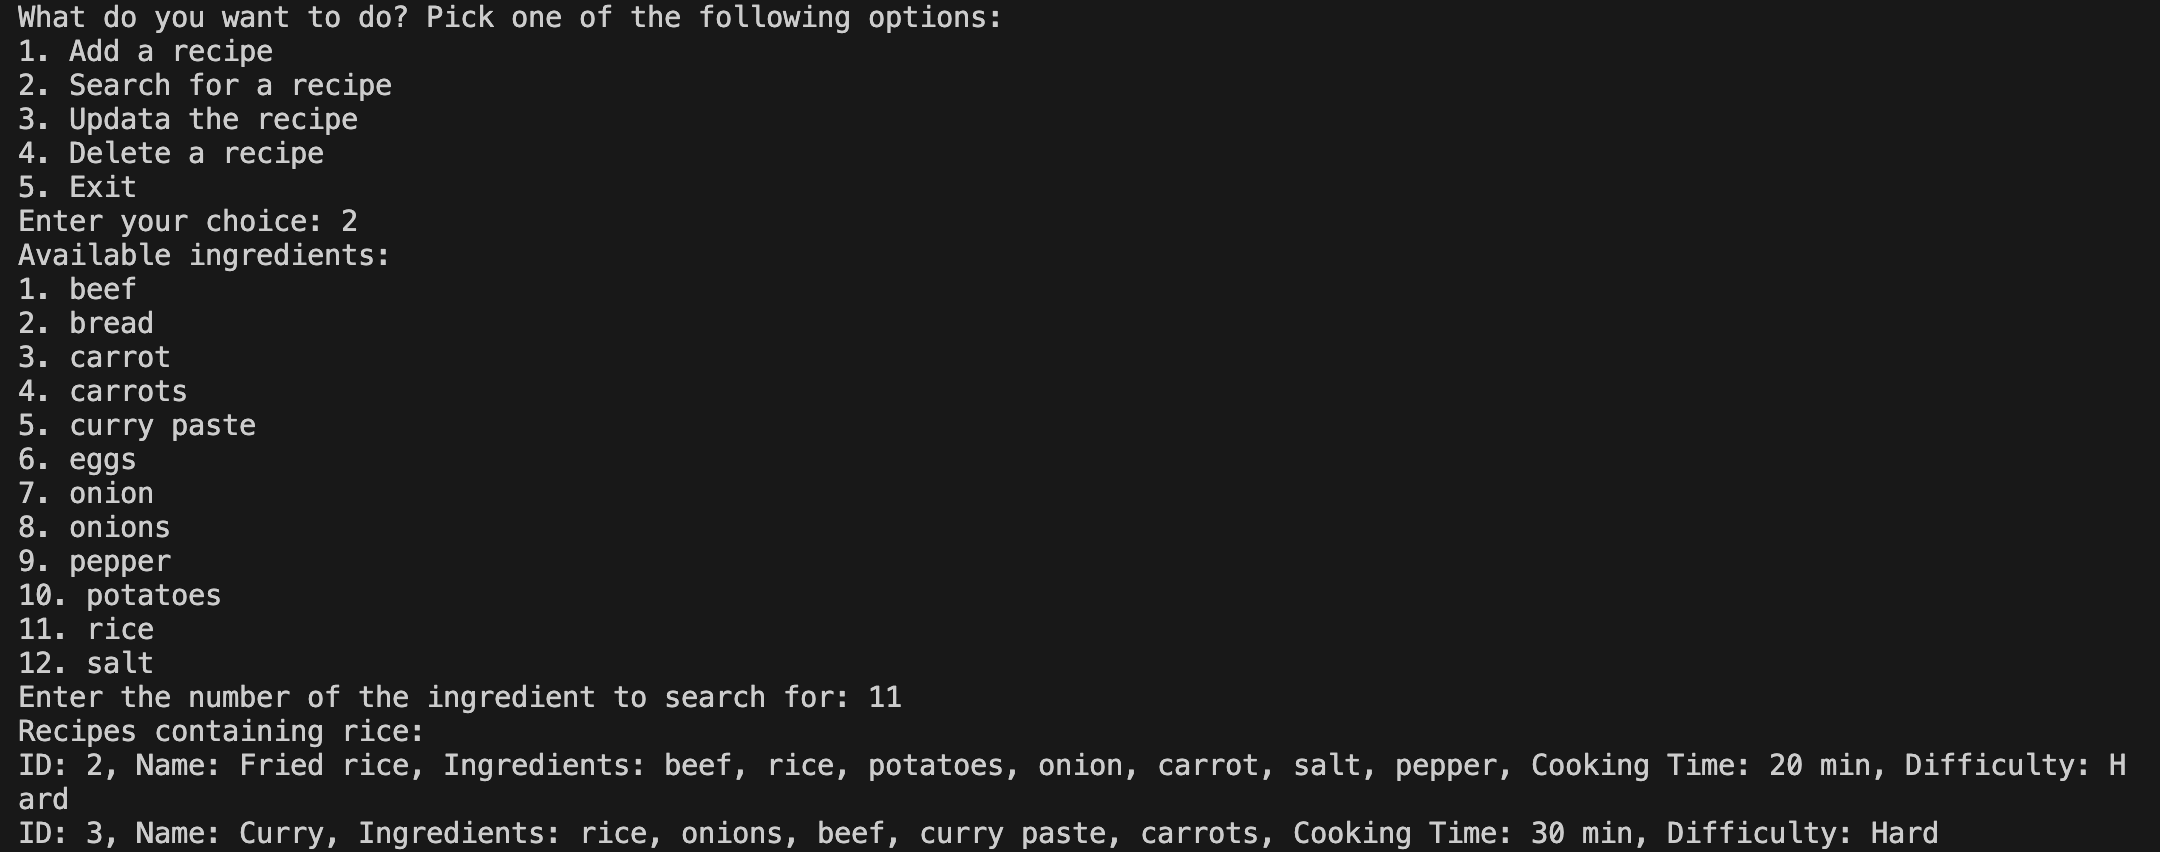 What do you want to do? Pick one of the following options:
1. Add a recipe
2. Search for a recipe
3. Updata the recipe
4. Delete a recipe
5. Exit
Enter your choice: 2
Available ingredients:
1. beef
2. bread
3. carrot
4. carrots
5. curry paste
6. eggs
7. onion
8. onions
9. pepper
10. potatoes
11. rice
12. salt
Enter the number of the ingredient to search for: 11
Recipes containing rice:
ID: 2, Name: Fried rice, Ingredients: beef, rice, potatoes, onion, carrot, salt, pepper, Cooking Time: 20 min, Difficulty: H
ard
ID: 3, Name: Curry, Ingredients: rice, onions, beef, curry paste, carrots, Cooking Time: 30 min, Difficulty: Hard